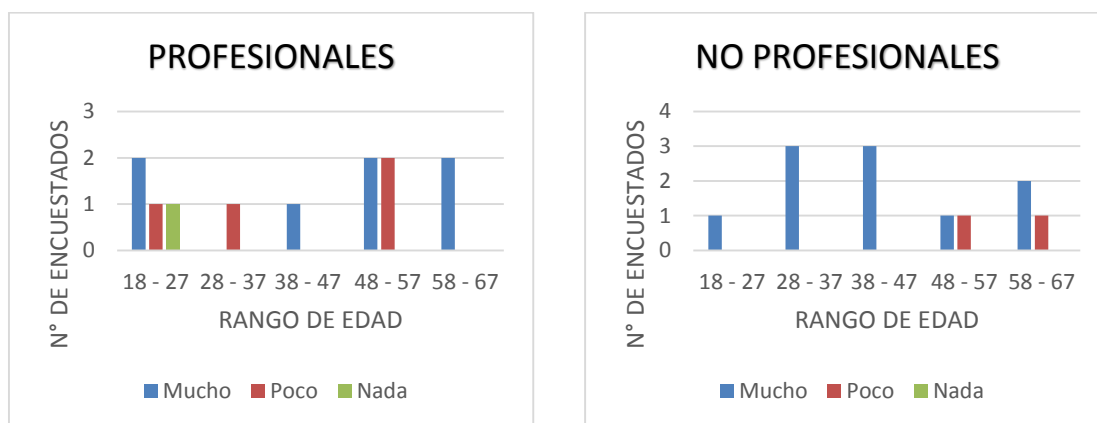 PROFESIONALES
3
2
1
0
N° DE ENCUESTADOS
18 - 27 28 - 37 38 - 47 48 - 57 58 - 67
RANGO DE EDAD
Mucho Poco Nada
NO PROFESIONALES
4
3
2
1
0
N° DE ENCUESTADOS
18 - 27 28 - 37 38 - 47 48 - 57 58 - 67
RANGO DE EDAD
Mucho Poco Nada